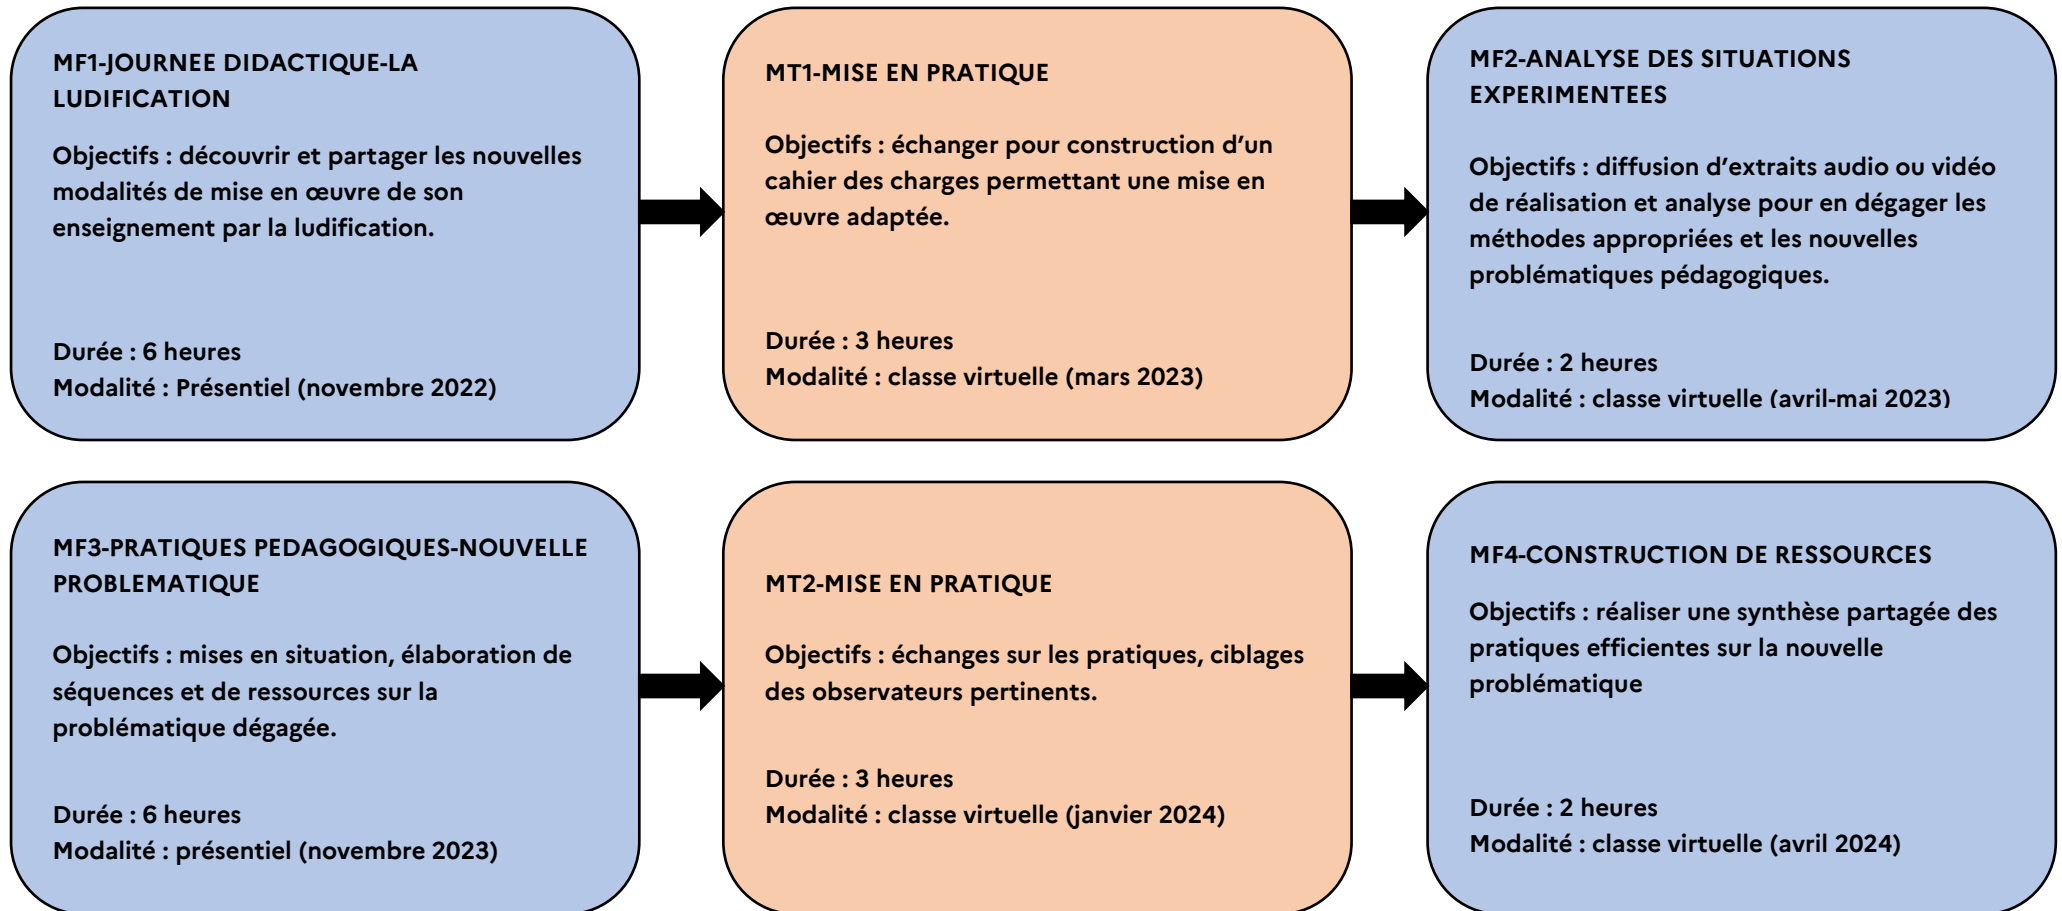 MF1-JOURNEE DIDACTIQUE-LA
LUDIFICATION
Objectifs : découvrir et partager les nouvelles
modalités de mise en œuvre de son
enseignement par la ludification.
Durée : 6 heures
Modalité : Présentiel (novembre 2022)
MT1-MISE EN PRATIQUE
Objectifs : échanger pour construction d’un
cahier des charges permettant une mise en
œuvre adaptée.
Durée : 3 heures
Modalité : classe virtuelle (mars 2023)
MF2-ANALYSE DES SITUATIONS
EXPERIMENTEES
Objectifs : diffusion d’extraits audio ou vidéo
de réalisation et analyse pour en dégager les
méthodes appropriées et les nouvelles
problématiques pédagogiques.
Durée : 2 heures
Modalité : classe virtuelle (avril-mai 2023)
MF3-PRATIQUES PEDAGOGIQUES-NOUVELLE
PROBLEMATIQUE
Objectifs : mises en situation, élaboration de
séquences et de ressources sur la
problématique dégagée.
Durée : 6 heures
Modalité : présentiel (novembre 2023)
MT2-MISE EN PRATIQUE
Objectifs : échanges sur les pratiques, ciblages
des observateurs pertinents.
Durée : 3 heures
Modalité : classe virtuelle (janvier 2024)
MF4-CONSTRUCTION DE RESSOURCES
Objectifs : réaliser une synthèse partagée des
pratiques efficientes sur la nouvelle
problématique
Durée : 2 heures
Modalité : classe virtuelle (avril 2024)